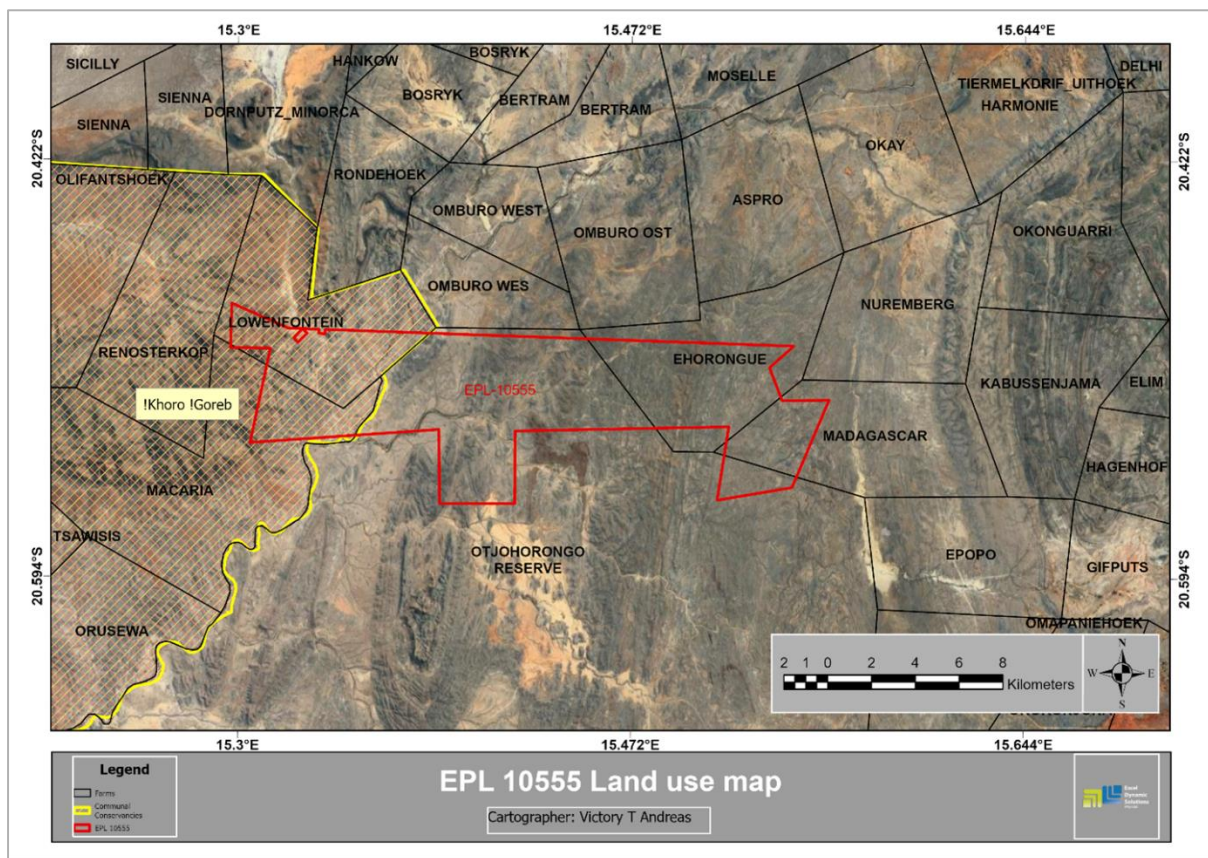 15.3°E
15.472°E
15.644°E
SICILLY
HANKOW
BOSRYK
MOSELLE
DELHI
SIENNA
BOSRYK
BERTRAM
BERTRAM
TIERMELKDRIF_UITHOEK
HARMONIE
DORNPUTZ_MINORCA
SIENNA
OKAY
20.422°S
20.422°S
OLIFANTSHOEK
RONDEHOEK
ASPRO
OMBURO WEST
OMBURO OST
OKONGUARRI
OMBURO WES
NUREMBERG
LOWENFONTEIN
RENOSTERKOP
EHORONGUE
KABUSSENJAMA
ELIM
EPL-10555
!Khoro !Goreb
MADAGASCAR
HAGENHOF
MACARIA
TSAWISIS
OTJOHORONGO
RESERVE
EPOPO
GIFPUTS
20.594°S
20.594°S
ORUSEWA
OMAPANIEHOEK
2 1 0 2 4 6 8
Kilometers
N
W E
S
15.3°E
15.472°E
15.644°E
Legend
Farms
Communal
Conservancies
EPL 10555
EPL 10555 Land use map
Cartographer: Victory T Andreas
Excel
Dynamic
Solutions